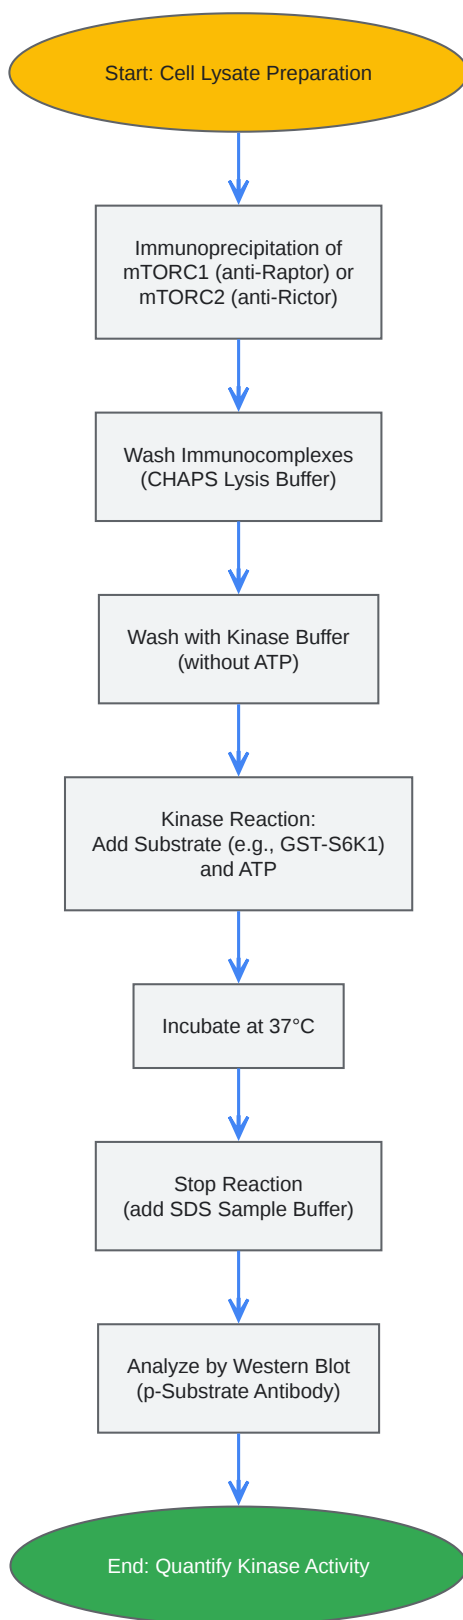 Start: Cell Lysate Preparation
Immunoprecipitation of
mTORC1 (anti-Raptor) or
mTORC2 (anti-Rictor)
Wash Immunocomplexes
(CHAPS Lysis Buffer)
Wash with Kinase Buffer
(without ATP)
Kinase Reaction:
Add Substrate (e.g., GST-S6K1)
and ATP
Incubate at 37°C
Stop Reaction
(add SDS Sample Buffer)
Analyze by Western Blot
(p-Substrate Antibody)
End: Quantify Kinase Activity